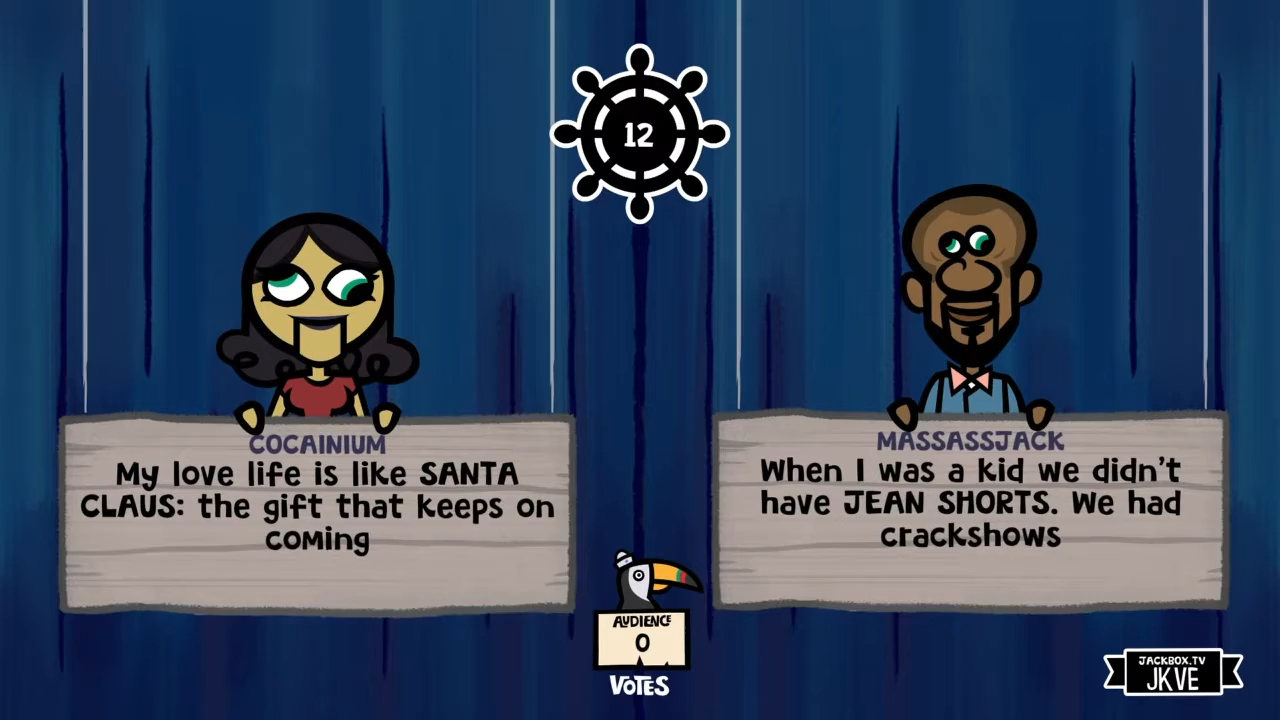 12
COCAINIUM
My love life is like SANTA
CLAUS: the gift that keeps on
coming
MASSASSJACK
When I was a kid we didn't
have JEAN SHORTS. We had
crackshows
AUDIENCE
0
VOTES
JACKBOX.TV
JKVE